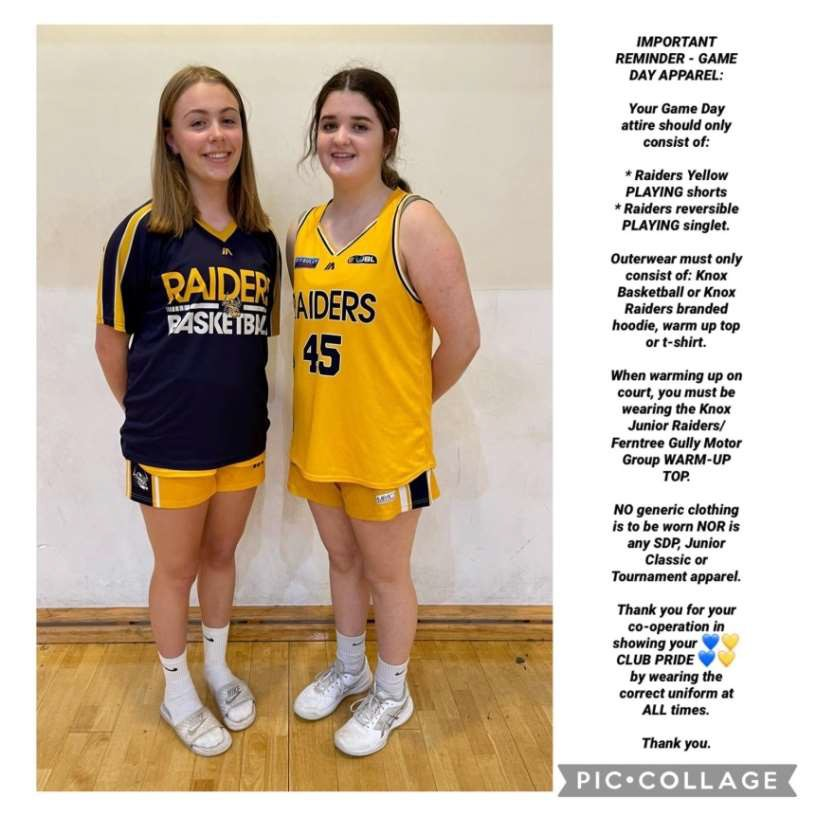 IMPORTANT
REMINDER - GAME
DAY APPAREL:
Your Game Day
attire should only
consist of:
* Raiders Yellow
PLAYING shorts
* Raiders reversible
PLAYING singlet.
Outerwear must only
consist of: Knox
Basketball or Knox
Raiders branded
hoodie, warm up top
or t-shirt.
When warming up on
court, you must be
wearing the Knox
Junior Raiders/
Ferntree Gully Motor
Group WARM-UP
TOP.
NO generic clothing
is to be worn NOR is
any SDP, Junior
Classic or
Tournament apparel.
Thank you for your
co-operation in
showing your 💙💛
CLUB PRIDE 💙💛
by wearing the
correct uniform at
ALL times.
Thank you.
RAIDERS
BASKETBALL
RAIDERS
45
PIC•COLLAGE